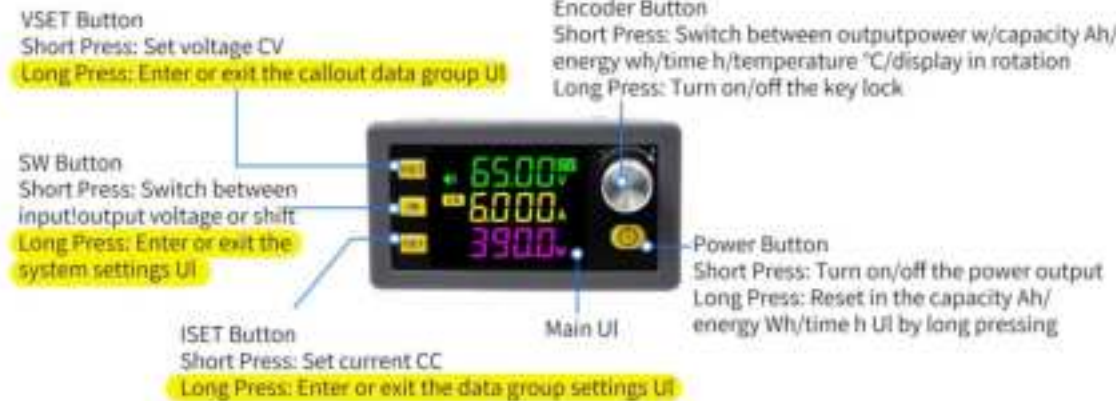 VSET Button
Short Press: Set voltage CV
Long Press: Enter or exit the callout data group UI
Encoder Button
Short Press: Switch between outputpower w/capacity Ah/
energy wh/time h/temperature °C/display in rotation
Long Press: Turn on/off the key lock
SW Button
Short Press: Switch between
input!output voltage or shift
Long Press: Enter or exit the
system settings UI
65.00 V
6.000 A
390.0
Power Button
Short Press: Turn on/off the power output
Long Press: Reset in the capacity Ah/
energy Wh/time h UI by long pressing
Main UI
ISET Button
Short Press: Set current CC
Long Press: Enter or exit the data group settings UI